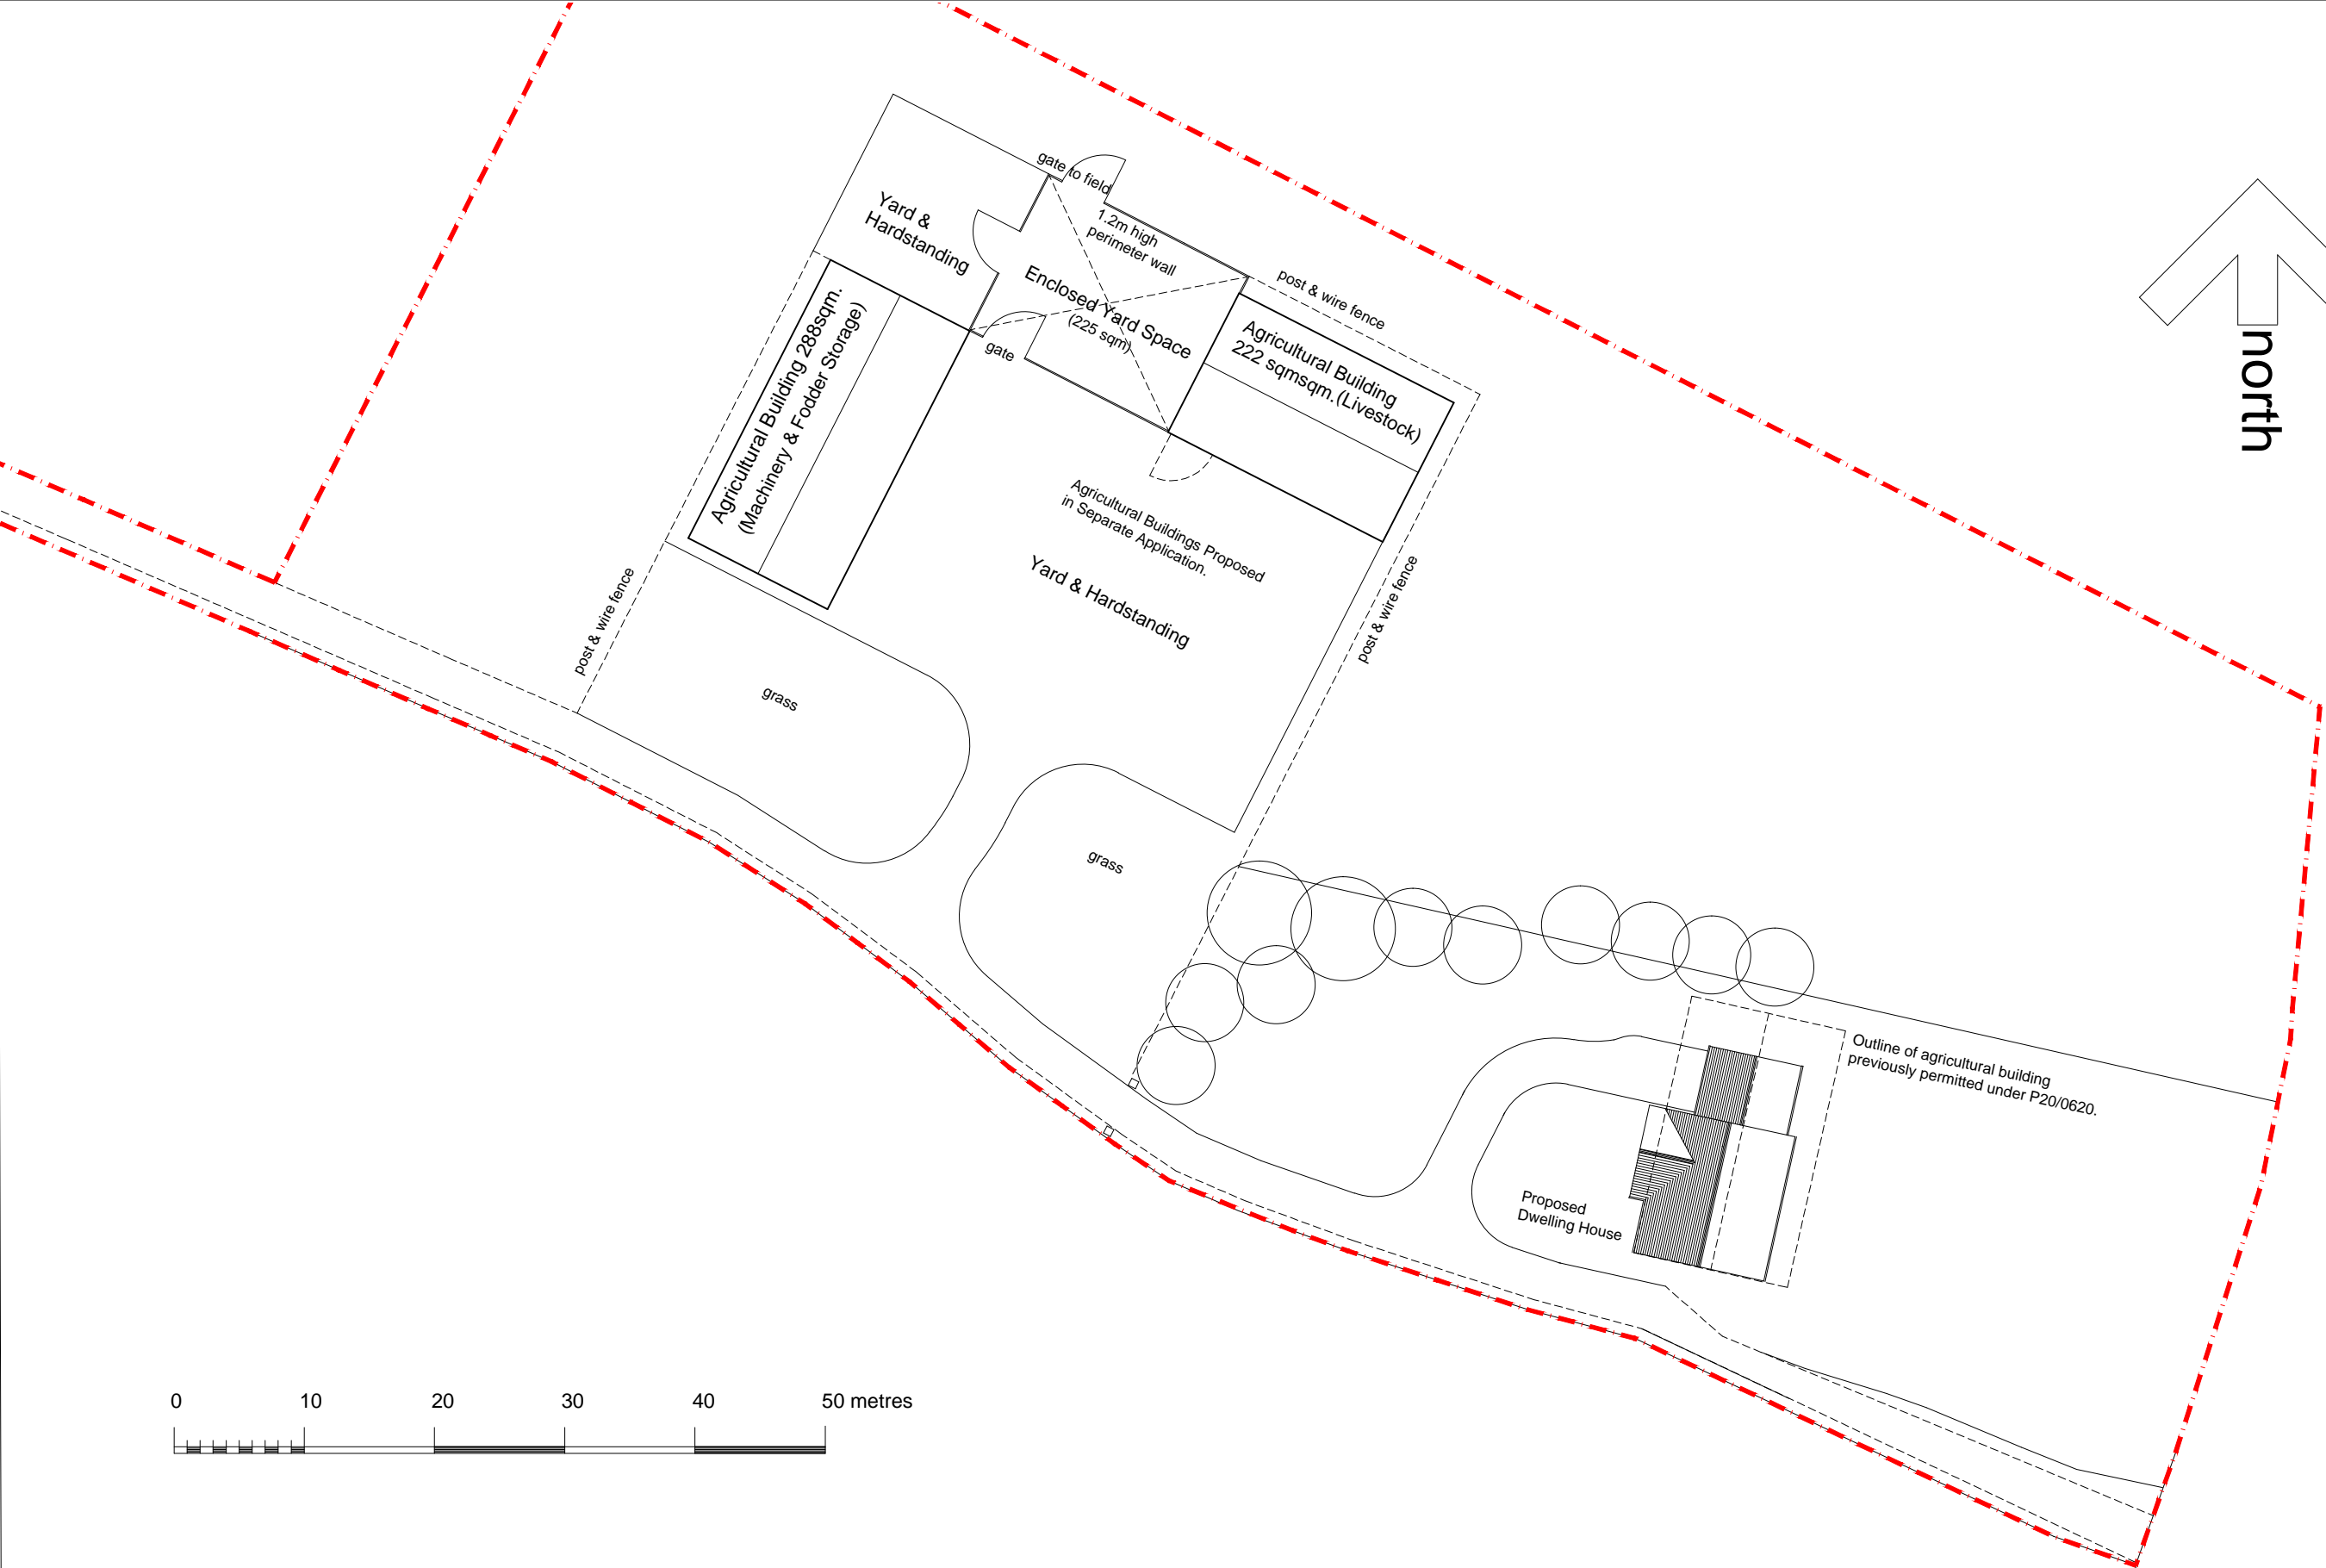 gate to field
1.2m high
perimeter wall
Yard &
Hardstanding
Enclosed Yard Space
(225 sqm)
post & wire fence
gate
Agricultural Building
222 sqmsqm.(Livestock)
Agricultural Building 288sqm.
(Machinery & Fodder Storage)
north
Agricultural Buildings Proposed
in Separate Application.
Yard & Hardstanding
post & wire fence
post & wire fence
grass
grass
Outline of agricultural building
previously permitted under P20/0620.
Proposed
Dwelling House
0 10 20 30 40 50 metres